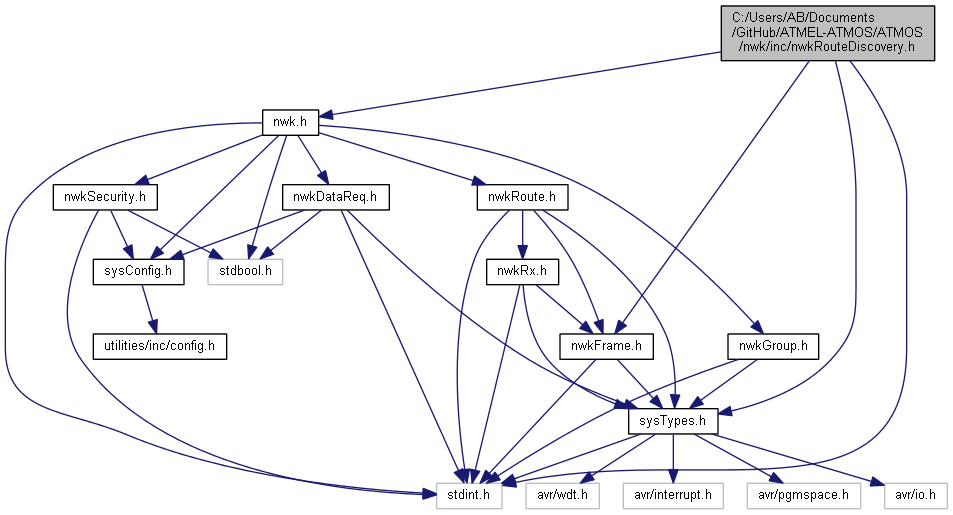 C:/Users/AB/Documents
/GitHub/ATMEL-ATMOS/ATMOS
/nwk/inc/nwkRouteDiscovery.h
nwk.h
nwkSecurity.h
nwkDataReq.h
nwkRoute.h
sysConfig.h
stdbool.h
nwkRx.h
utilities/inc/config.h
nwkFrame.h
nwkGroup.h
sysTypes.h
stdint.h
avr/wdt.h
avr/interrupt.h
avr/pgmspace.h
avr/io.h